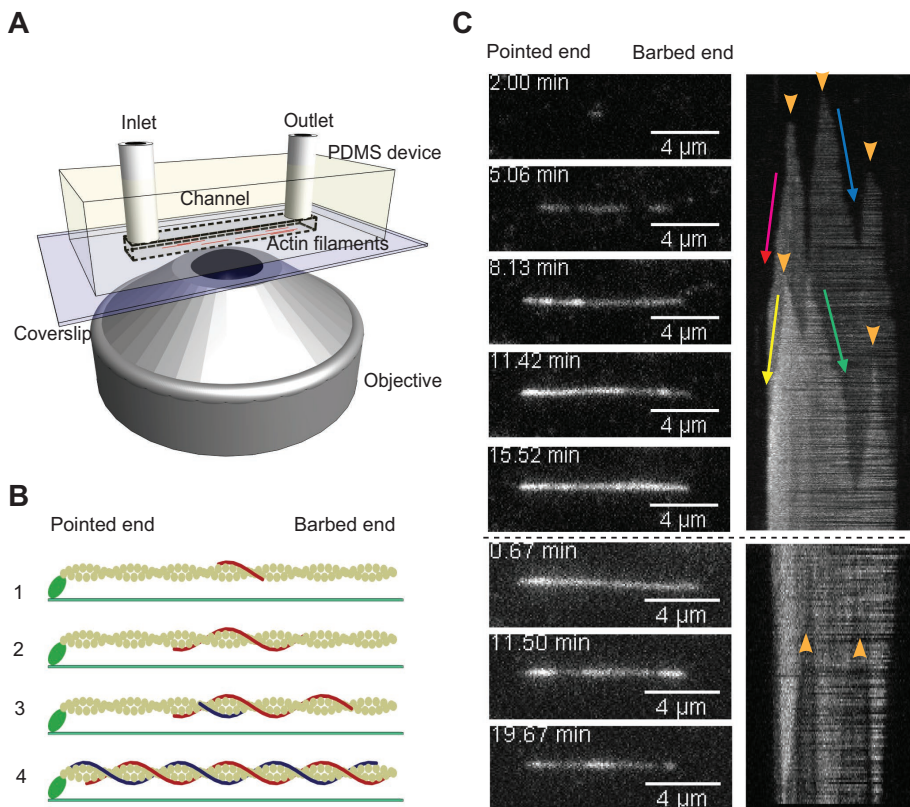 A
Inlet
Outlet
PDMS device
Channel
Actin filaments
Coverslip
Objective
B
Pointed end Barbed end
1
2
3
4
C
Pointed end Barbed end
2.00 min
4 µm
5.06 min
4 µm
8.13 min
4 µm
11.42 min
4 µm
15.52 min
4 µm
0.67 min
4 µm
11.50 min
4 µm
19.67 min
4 µm